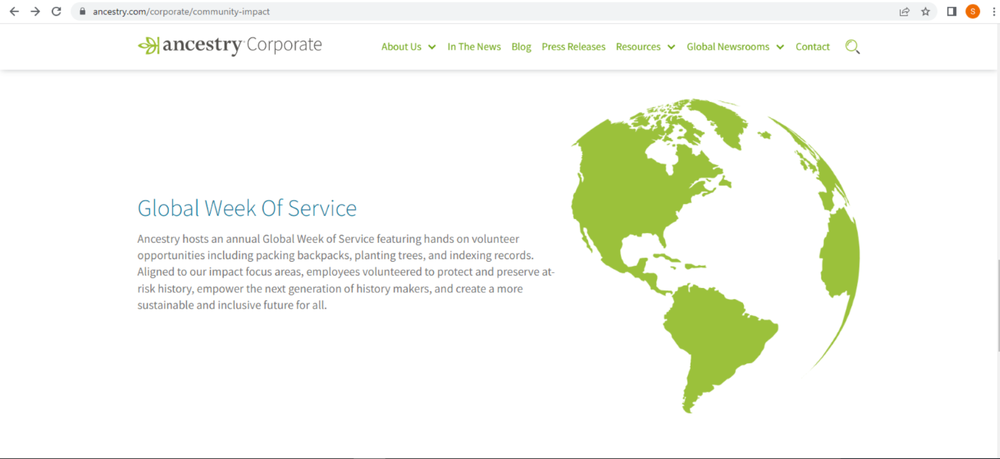 ancestry.com/corporate/community-impact
S
ancestry Corporate
About Us In The News Blog Press Releases Resources Global Newsrooms Contact
Global Week Of Service
Ancestry hosts an annual Global Week of Service featuring hands on volunteer
opportunities including packing backpacks, planting trees, and indexing records.
Aligned to our impact focus areas, employees volunteered to protect and preserve at-
risk history, empower the next generation of history makers, and create a more
sustainable and inclusive future for all.